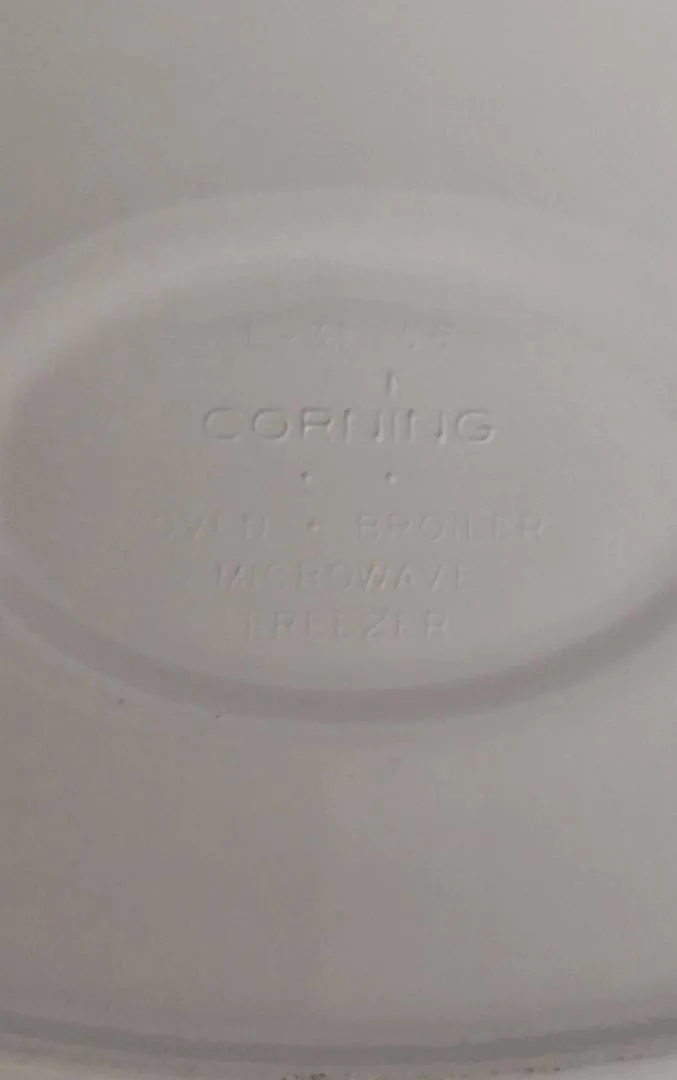 CORNING
OVEN • BROILER
MICROWAVE
FREEZER